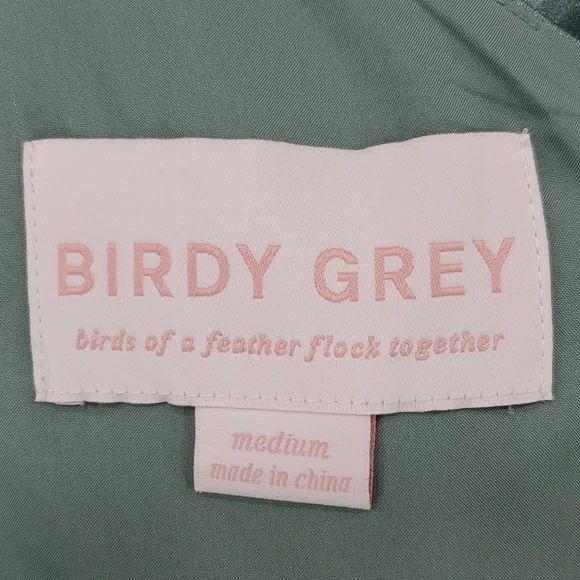 BIRDY GREY
birds of a feather flock together
medium
made in china